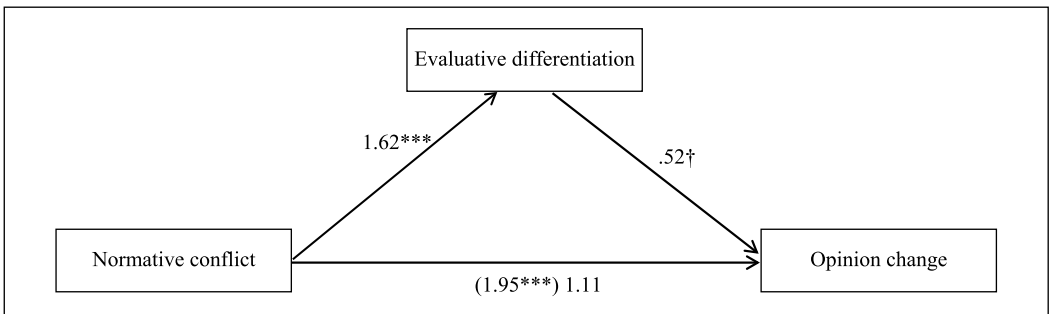 Evaluative differentiation
1.62***
.52†
Normative conflict
Opinion change
(1.95***) 1.11